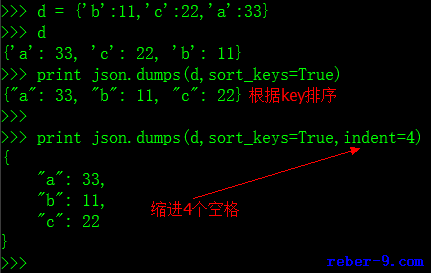 >>> d = {'b':11,'c':22,'a':33}
>>> d
{'a': 33, 'c': 22, 'b': 11}
>>> print json.dumps(d,sort_keys=True)
{"a": 33, "b": 11, "c": 22} 根据key排序
>>>
>>> print json.dumps(d,sort_keys=True,indent=4)
{
    "a": 33,
    "b": 11,
    "c": 22
缩进4个空格
}
>>>
reber-9.com